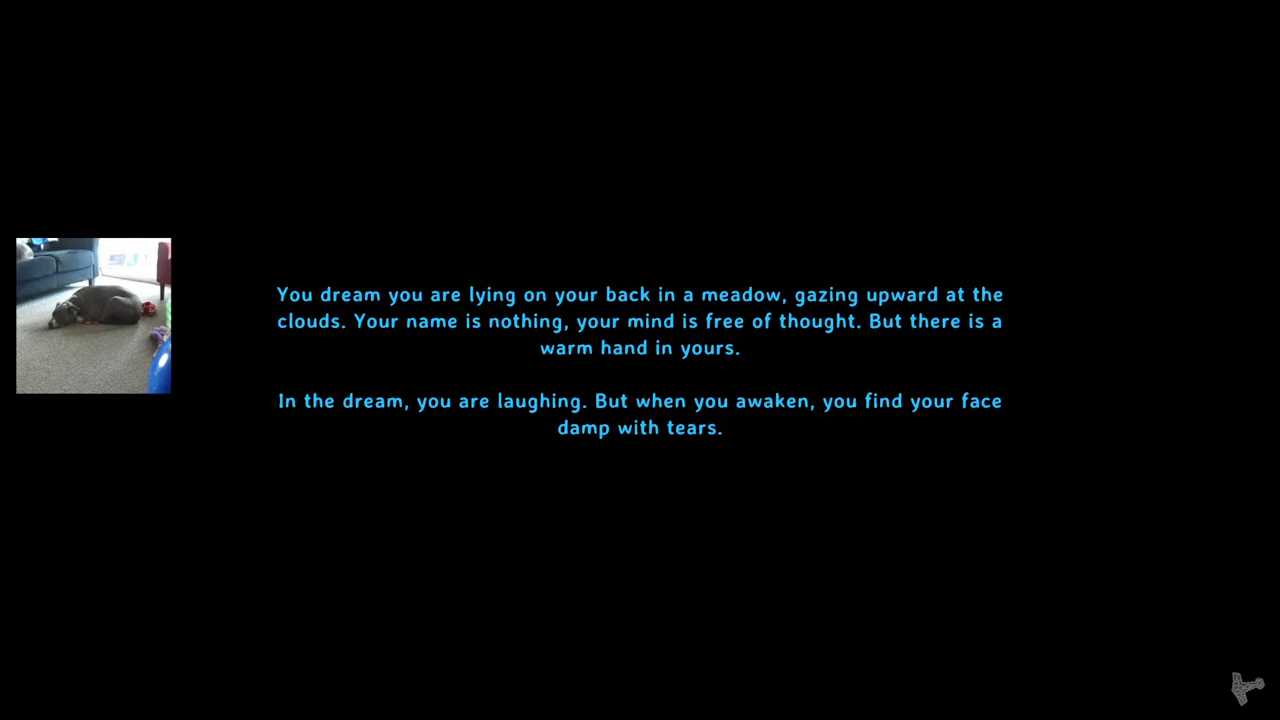 You dream you are lying on your back in a meadow, gazing upward at the
clouds. Your name is nothing, your mind is free of thought. But there is a
warm hand in yours.
In the dream, you are laughing. But when you awaken, you find your face
damp with tears.